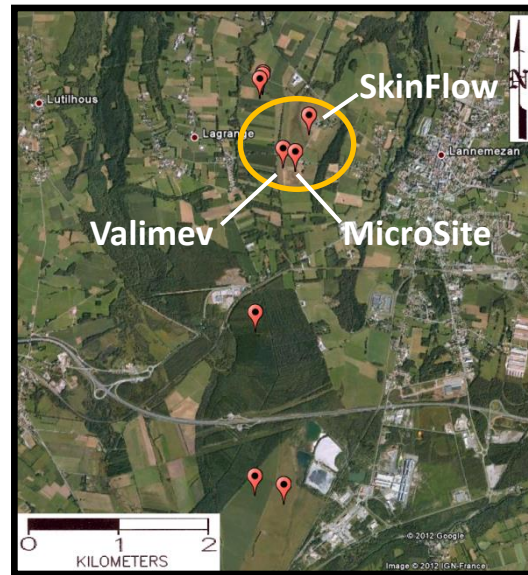 SkinFlow
Lutilhous
Lagrange
Lannemezan
Valimev
MicroSite
0 1 2
KILOMETERS
© 2012 Google
Image © 2012 IGN-France
N